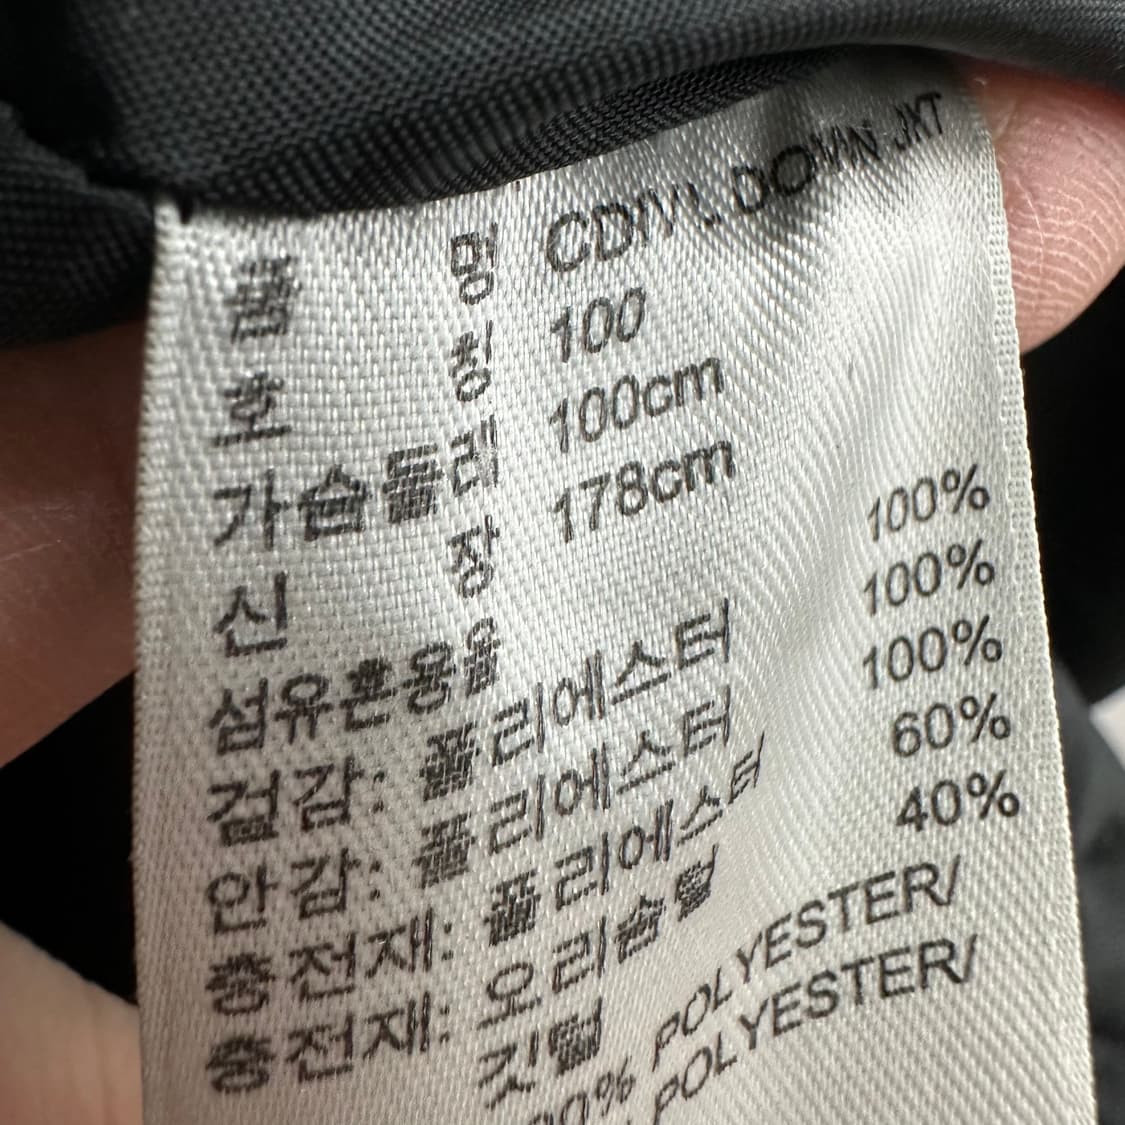 품 명 DOWN JKT
호 칭 100
가슴둘레 100cm
신 장 178cm
섬유혼용율
겉감: 폴리에스터 100%
안감: 폴리에스터 100%
충전재: 폴리에스터 100%
충전재: 오리솜털 60%
깃털 40%
POLYESTER/
POLYESTER/